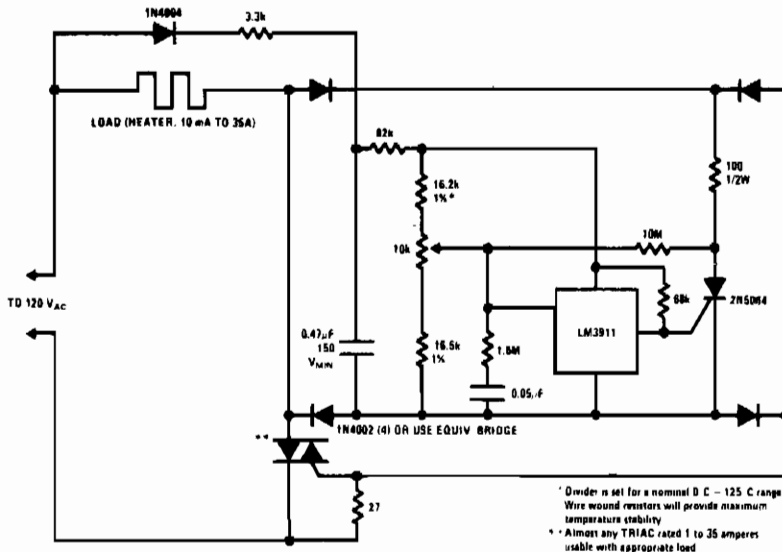 1N4004
3.3k
LOAD (HEATER, 10 mA TO 35A)
82k
16.2k
1%*
100
1/2W
10k
10M
TO 120 VAC
68k
2N5064
LM3911
0.47μF
150
VMIN
16.5k
1%
1.6M
0.05μF
1N4002 (4) OR USE EQUIV BRIDGE
**
27
* Divider is set for a nominal 0 C – 125 C range
Wire wound resistors will provide maximum
temperature stability
** Almost any TRIAC rated 1 to 35 amperes
usable with appropriate load